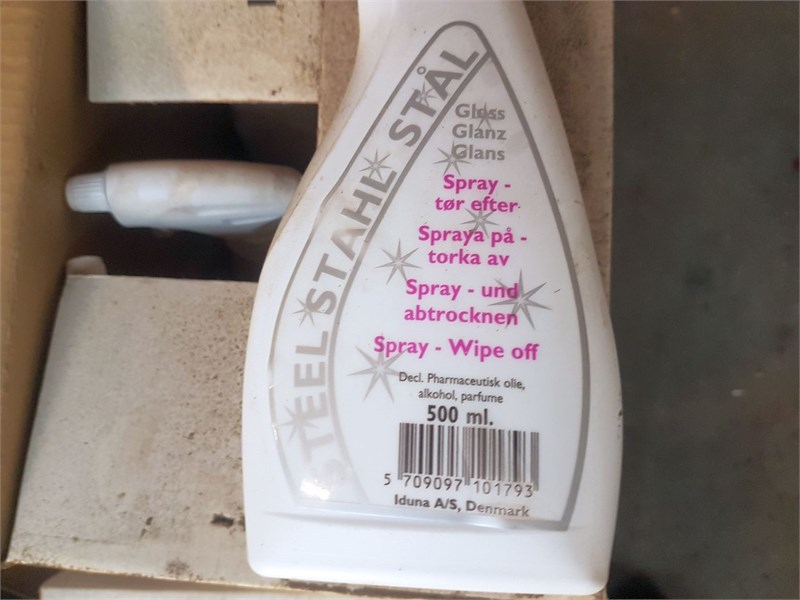 STEEL STAHL STÅL
Gloss
Glanz
Glans
Spray -
tør efter
Spraya på -
torka av
Spray - und
abtrocknen
Spray - Wipe off
Decl. Pharmaceutisk olie,
alkohol, parfume
500 ml.
5 709097 101793
Iduna A/S, Denmark